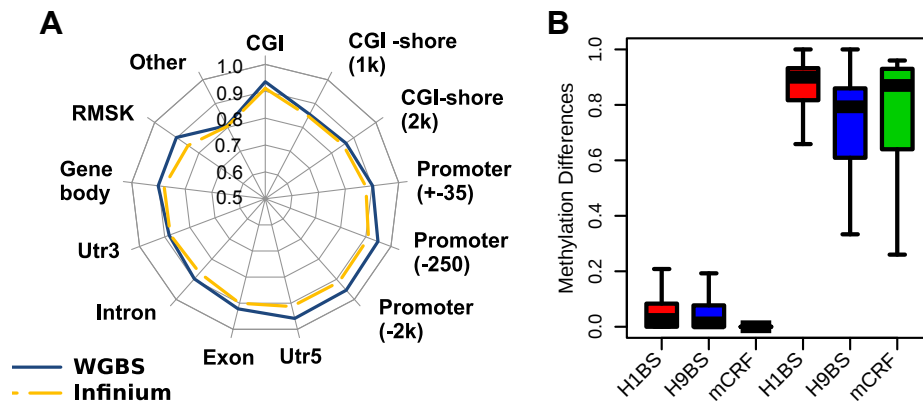 A
CGI
CGI -shore
(1k)
CGI-shore
(2k)
Promoter
(+-35)
Promoter
(-250)
Promoter
(-2k)
Utr5
Exon
Intron
Utr3
Gene
body
RMSK
Other
1.0
0.9
0.8
0.7
0.6
0.5
WGBS
Infinium
B
Methylation Differences
1.0
0.8
0.6
0.4
0.2
0.0
H1BS
H9BS
mCRF
H1BS
H9BS
mCRF